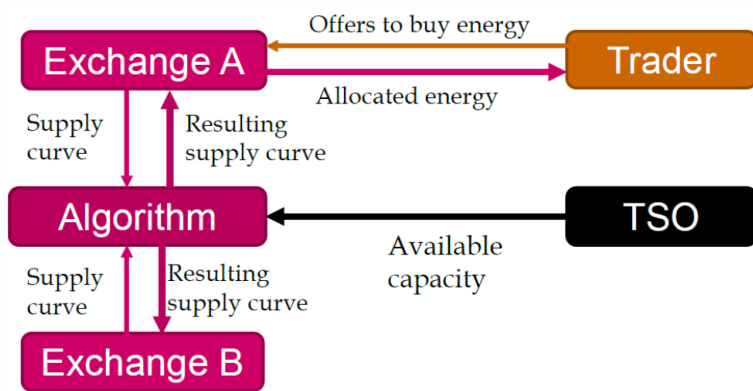 Offers to buy energy
Exchange A
Trader
Allocated energy
Supply
curve
Resulting
supply curve
Algorithm
TSO
Available
capacity
Supply
curve
Resulting
supply curve
Exchange B